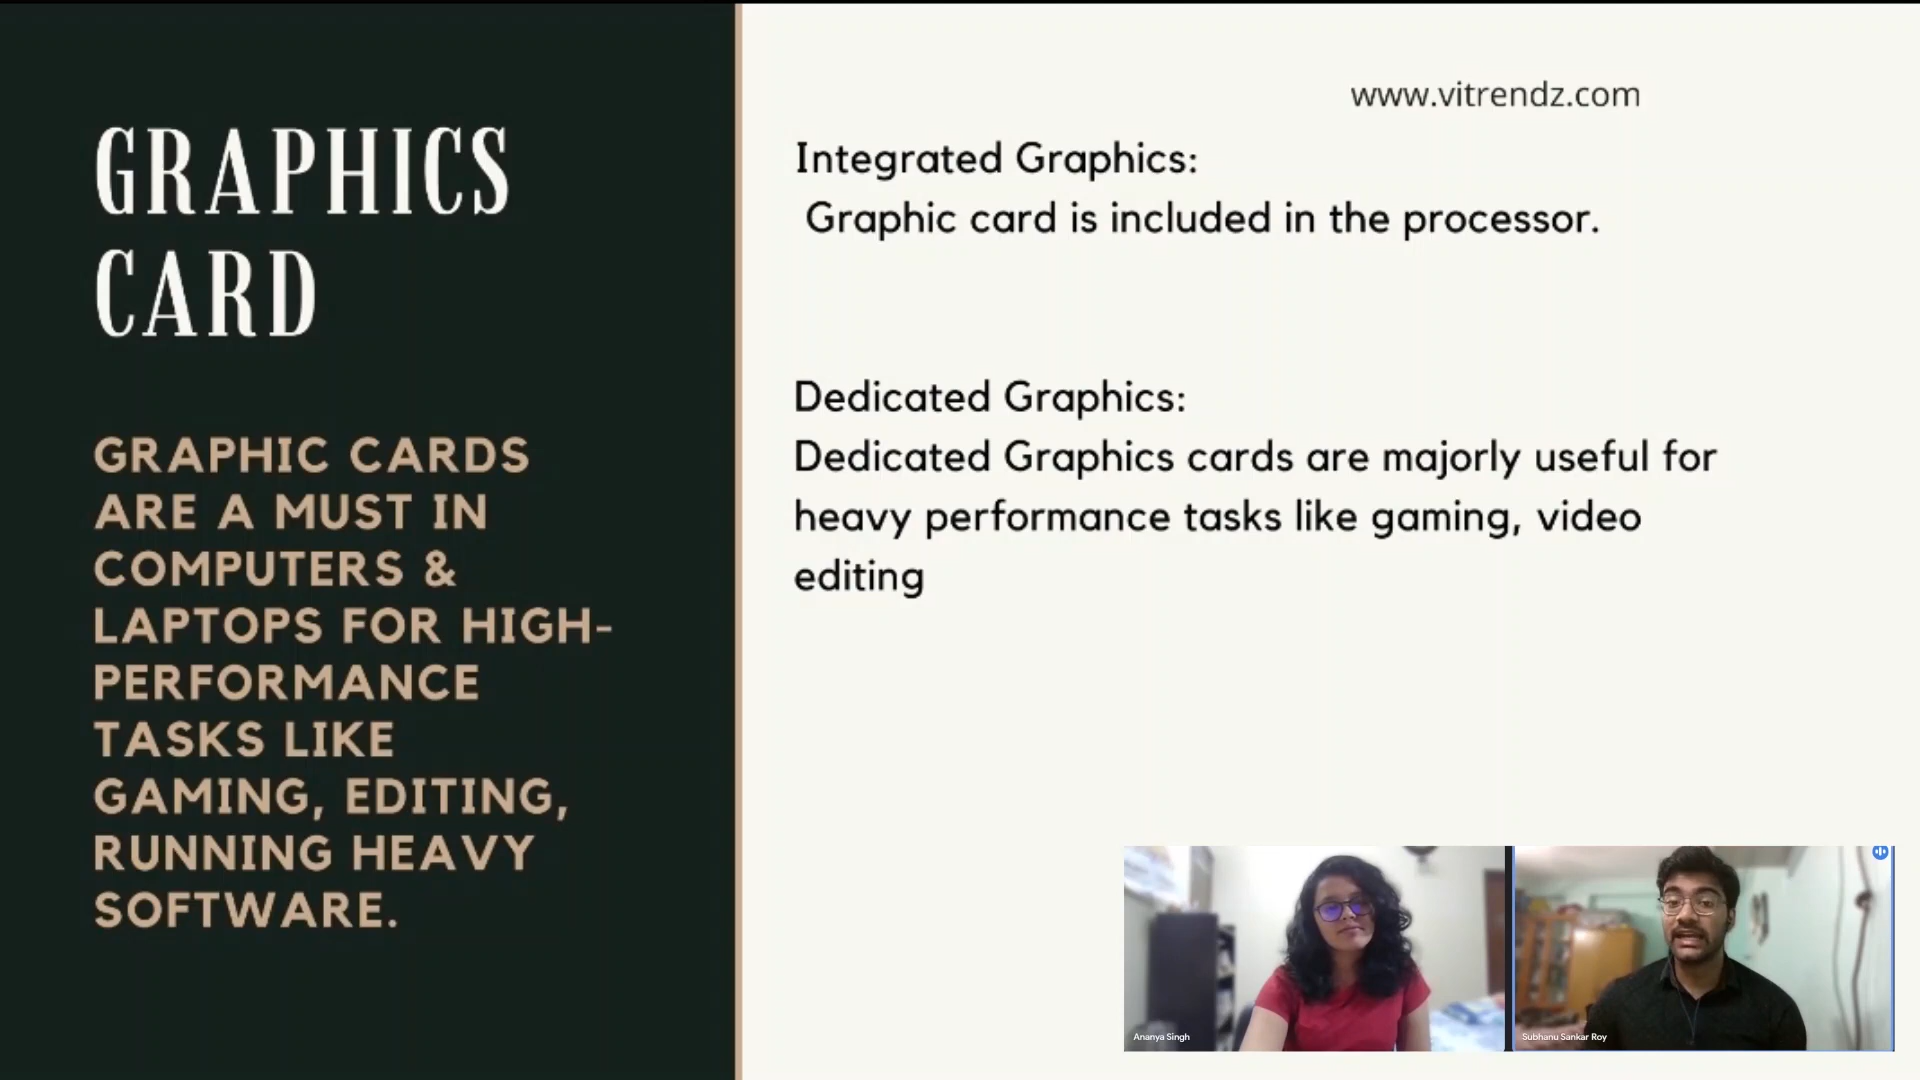 GRAPHICS
CARD
GRAPHIC CARDS
ARE A MUST IN
COMPUTERS &
LAPTOPS FOR HIGH-
PERFORMANCE
TASKS LIKE
GAMING, EDITING,
RUNNING HEAVY
SOFTWARE.
www.vitrendz.com
Integrated Graphics:
Graphic card is included in the processor.
Dedicated Graphics:
Dedicated Graphics cards are majorly useful for
heavy performance tasks like gaming, video
editing
Ananya Singh
Subhanu Sankar Roy